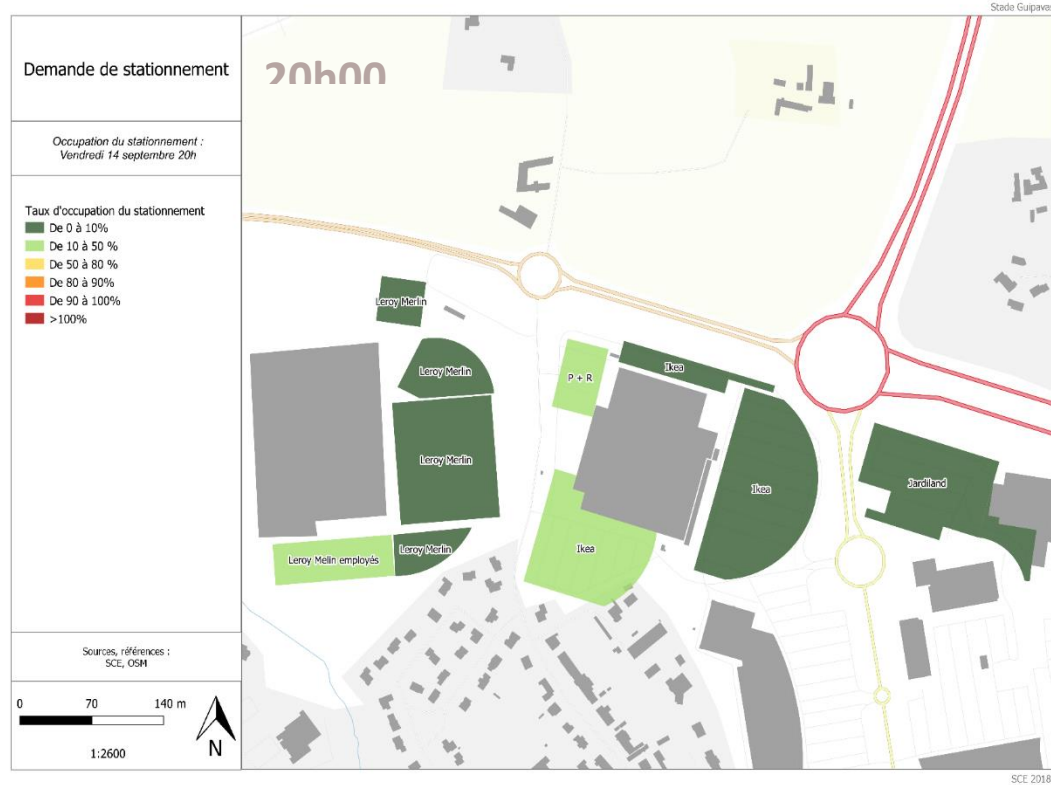 Stade Guipavas
Demande de stationnement
20h00
Occupation du stationnement :
Vendredi 14 septembre 20h
Taux d'occupation du stationnement
De 0 à 10%
De 10 à 50 %
De 50 à 80 %
De 80 à 90%
De 90 à 100%
>100%
Leroy Merlin
Leroy Merlin
P + R
Ikea
Leroy Merlin
Ikea
Jardiland
Leroy Melin employés
Leroy Merlin
Ikea
Sources, références :
SCE, OSM
0 70 140 m
1:2600
N
SCE 2018